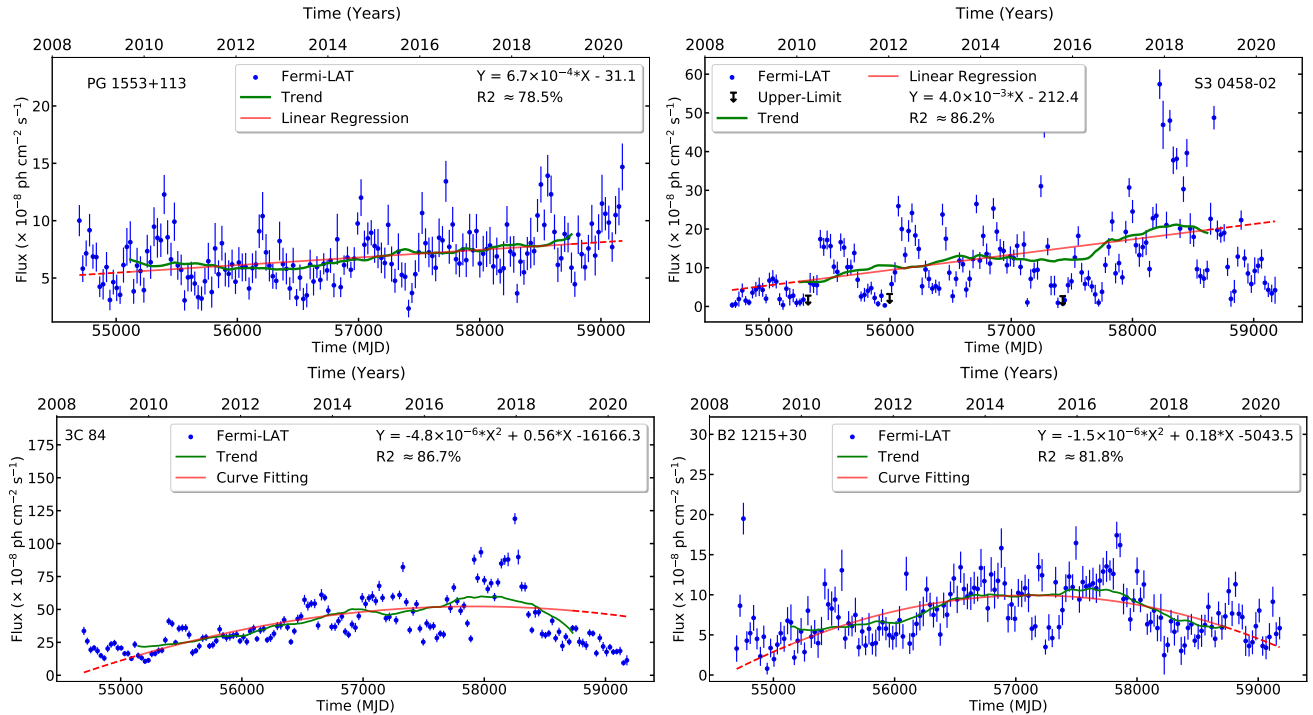 Time (Years)
2008 2010 2012 2014 2016 2018 2020
PG 1553+113
Fermi-LAT
Trend
Linear Regression
Y = 6.7×10⁻⁴*X - 31.1
R2 ≈78.5%
20
15
10
5
Flux (× 10⁻⁸ ph cm⁻² s⁻¹)
55000 56000 57000 58000 59000
Time (MJD)
Time (Years)
2008 2010 2012 2014 2016 2018 2020
Fermi-LAT
Upper-Limit
Trend
Linear Regression
Y = 4.0×10⁻³*X - 212.4
R2 ≈86.2%
S3 0458-02
60
50
40
30
20
10
0
Flux (× 10⁻⁸ ph cm⁻² s⁻¹)
55000 56000 57000 58000 59000
Time (MJD)
Time (Years)
2008 2010 2012 2014 2016 2018 2020
3C 84
Fermi-LAT
Trend
Curve Fitting
Y = -4.8×10⁻⁶*X² + 0.56*X -16166.3
R2 ≈86.7%
175
150
125
100
75
50
25
0
Flux (× 10⁻⁸ ph cm⁻² s⁻¹)
55000 56000 57000 58000 59000
Time (MJD)
Time (Years)
2008 2010 2012 2014 2016 2018 2020
B2 1215+30
Fermi-LAT
Trend
Curve Fitting
Y = -1.5×10⁻⁶*X² + 0.18*X -5043.5
R2 ≈81.8%
30
25
20
15
10
5
0
Flux (× 10⁻⁸ ph cm⁻² s⁻¹)
55000 56000 57000 58000 59000
Time (MJD)